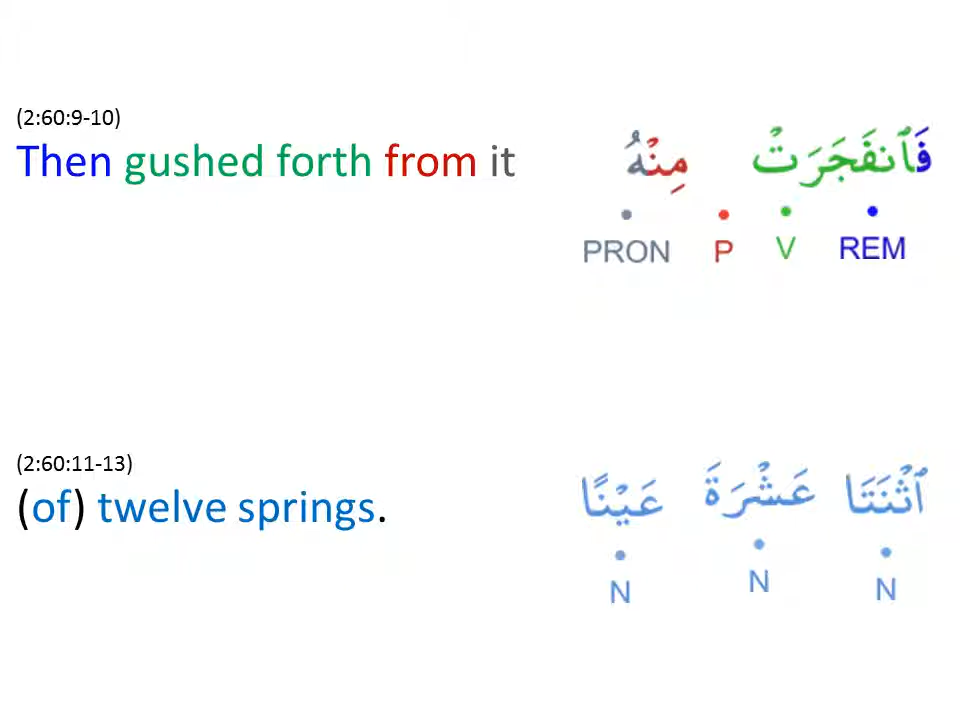 (2:60:9-10)
Then gushed forth from it
فَٱنفَجَرَتْ مِنْهُ
PRON P V REM
(2:60:11-13)
(of) twelve springs.
ٱثْنَتَا عَشْرَةَ عَيْنًا
N N N